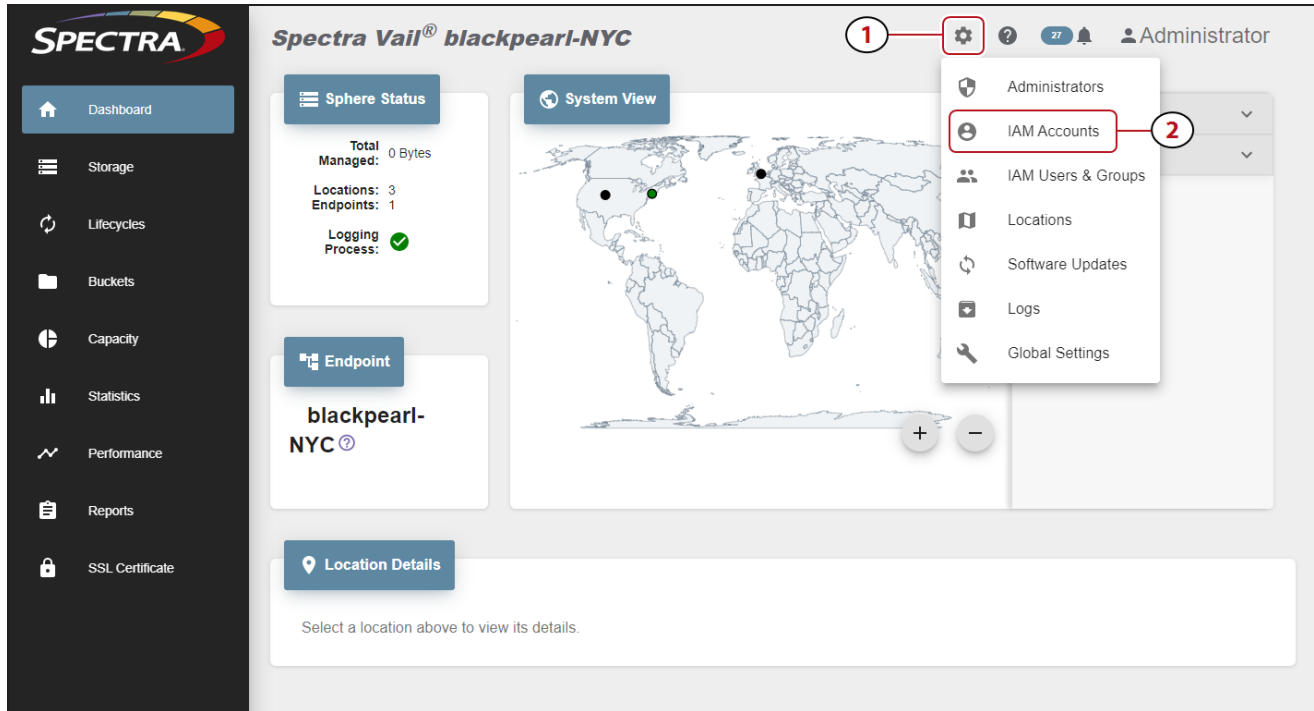 SPECTRA
Spectra Vail® blackpearl-NYC
1
27
Administrator
Dashboard
Storage
Lifecycles
Buckets
Capacity
Statistics
Performance
Reports
SSL Certificate
Sphere Status
Total
Managed: 0 Bytes
Locations: 3
Endpoints: 1
Logging
Process:
System View
Administrators
IAM Accounts
2
IAM Users & Groups
Locations
Software Updates
Logs
Global Settings
Endpoint
blackpearl-
NYC
+ −
Location Details
Select a location above to view its details.